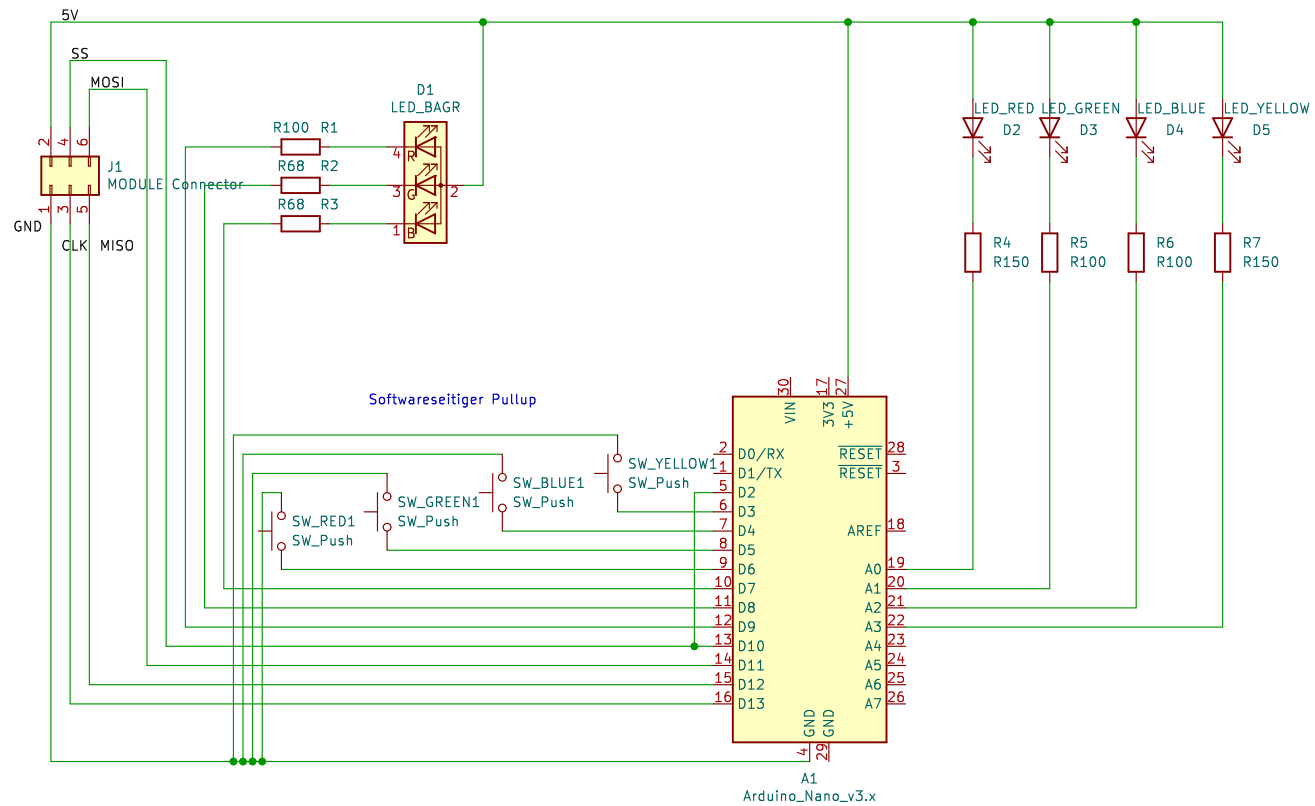 5V
SS
MOSI
2
4
6
J1
MODULE Connector
1
3
5
GND
CLK
MISO
D1
LED_BAGR
R100 R1
R68 R2
R68 R3
4
R
3
G
2
1
B
LED_RED
D2
LED_GREEN
D3
LED_BLUE
D4
LED_YELLOW
D5
R4
R150
R5
R100
R6
R100
R7
R150
Softwareseitiger Pullup
SW_YELLOW1
SW_Push
SW_BLUE1
SW_Push
SW_GREEN1
SW_Push
SW_RED1
SW_Push
30
17
27
VIN
3V3
+5V
2 D0/RX
1 D1/TX
5 D2
6 D3
7 D4
8 D5
9 D6
10 D7
11 D8
12 D9
13 D10
14 D11
15 D12
16 D13
RESET 28
RESET 3
AREF 18
A0 19
A1 20
A2 21
A3 22
A4 23
A5 24
A6 25
A7 26
GND
GND
4
29
A1
Arduino_Nano_v3.x